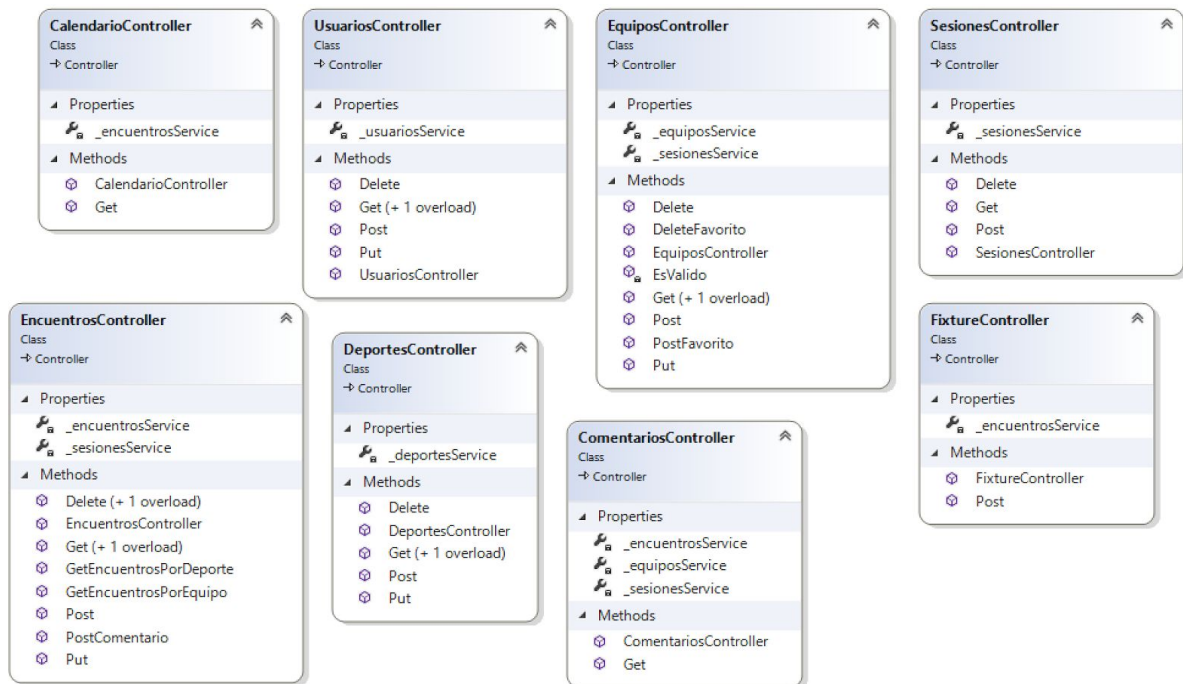 CalendarioController
Class
Controller
Properties
_encuentrosService
Methods
CalendarioController
Get
UsuariosController
Class
Controller
Properties
_usuariosService
Methods
Delete
Get (+ 1 overload)
Post
Put
UsuariosController
EquiposController
Class
Controller
Properties
_equiposService
_sesionesService
Methods
Delete
DeleteFavorito
EquiposController
EsValido
Get (+ 1 overload)
Post
PostFavorito
Put
SesionesController
Class
Controller
Properties
_sesionesService
Methods
Delete
Get
Post
SesionesController
EncuentrosController
Class
Controller
Properties
_encuentrosService
_sesionesService
Methods
Delete (+ 1 overload)
EncuentrosController
Get (+ 1 overload)
GetEncuentrosPorDeporte
GetEncuentrosPorEquipo
Post
PostComentario
Put
DeportesController
Class
Controller
Properties
_deportesService
Methods
Delete
DeportesController
Get (+ 1 overload)
Post
Put
ComentariosController
Class
Controller
Properties
_encuentrosService
_equiposService
_sesionesService
Methods
ComentariosController
Get
FixtureController
Class
Controller
Properties
_encuentrosService
Methods
FixtureController
Post